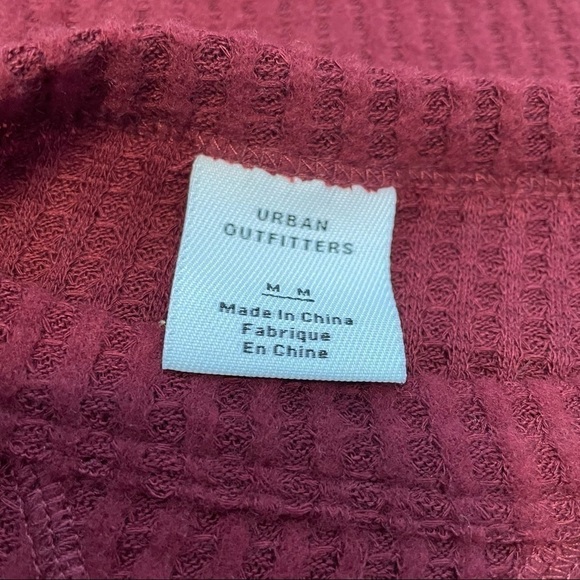 URBAN
OUTFITTERS
M M
Made In China
Fabrique
En Chine